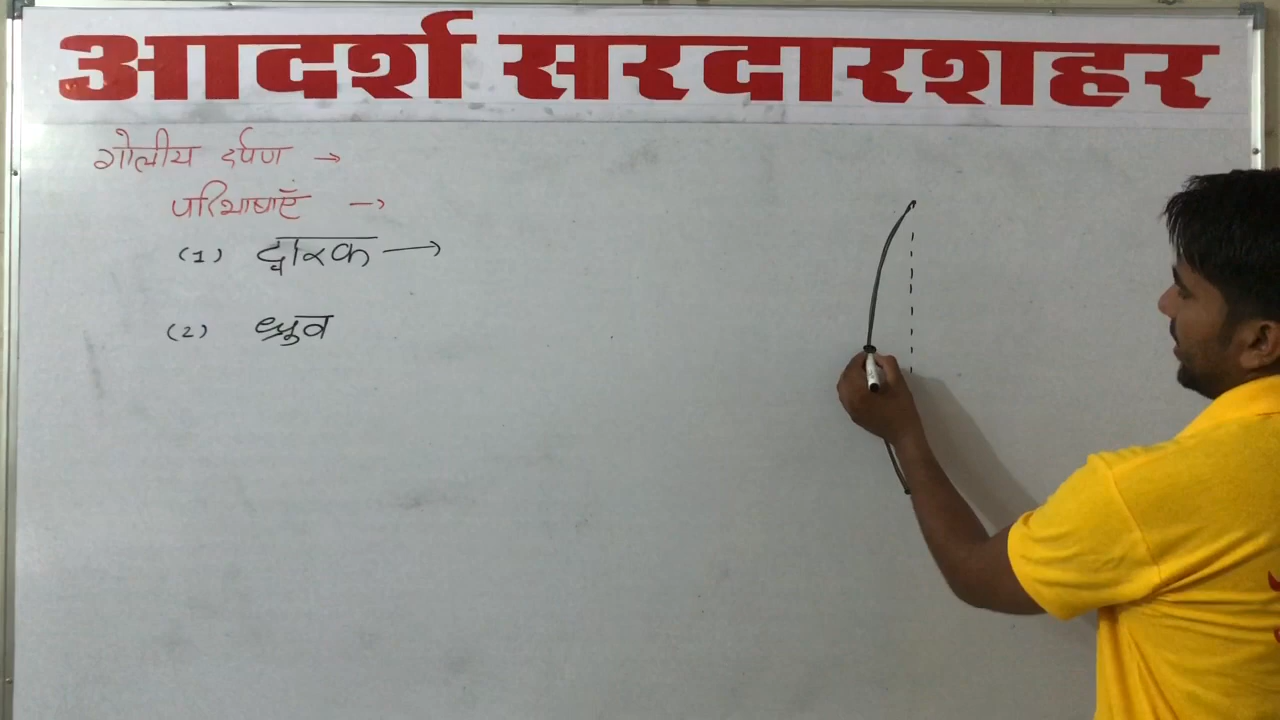 आदर्श सरदारशहर
गोलीय दर्पण →
परिभाषाएँ →
(1) द्वारक →
(2) ध्रुव